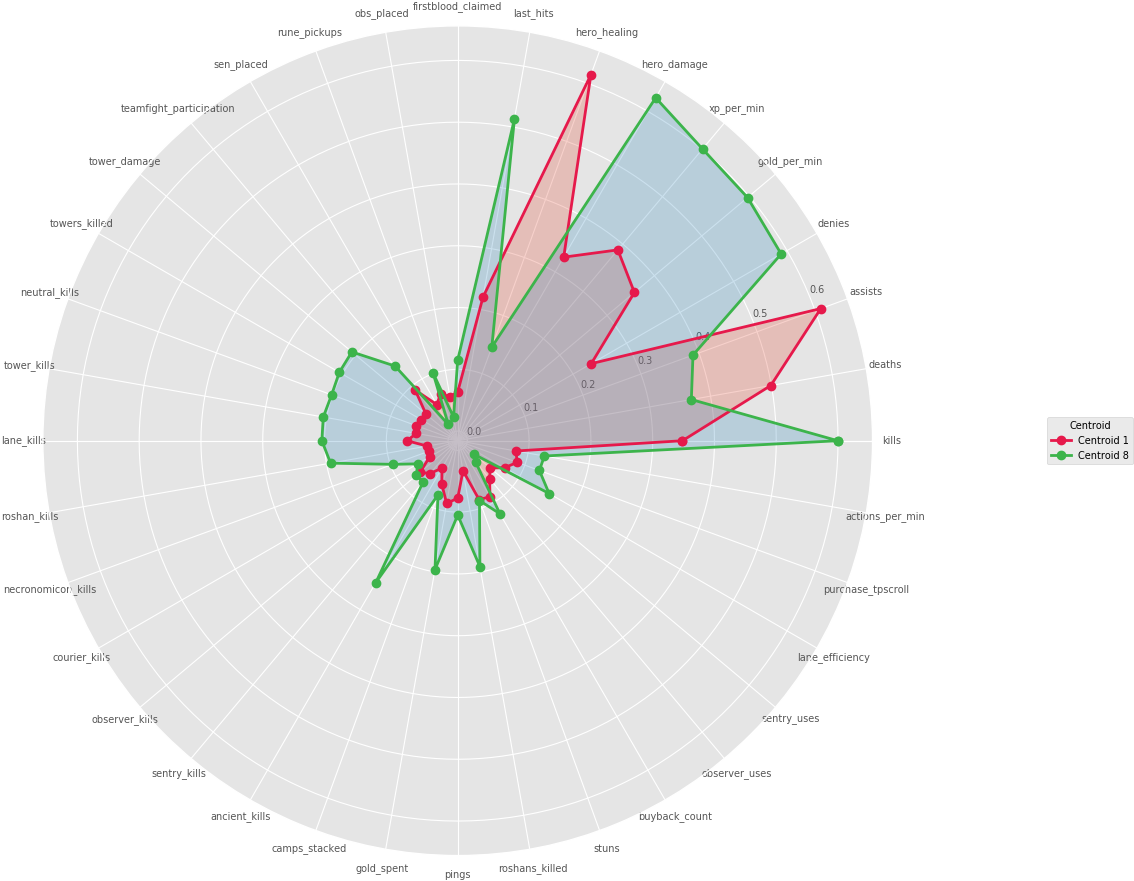 firstblood_claimed
obs_placed
last_hits
rune_pickups
hero_healing
sen_placed
hero_damage
teamfight_participation
xp_per_min
tower_damage
gold_per_min
towers_killed
denies
neutral_kills
0.6
assists
0.5
0.4
tower_kills
0.3
deaths
0.2
0.1
0.0
lane_kills
kills
Centroid
Centroid 1
Centroid 8
roshan_kills
actions_per_min
necronomicon_kills
purchase_tpscroll
courier_kills
lane_efficiency
observer_kills
sentry_uses
sentry_kills
observer_uses
ancient_kills
buyback_count
camps_stacked
stuns
gold_spent
roshans_killed
pings